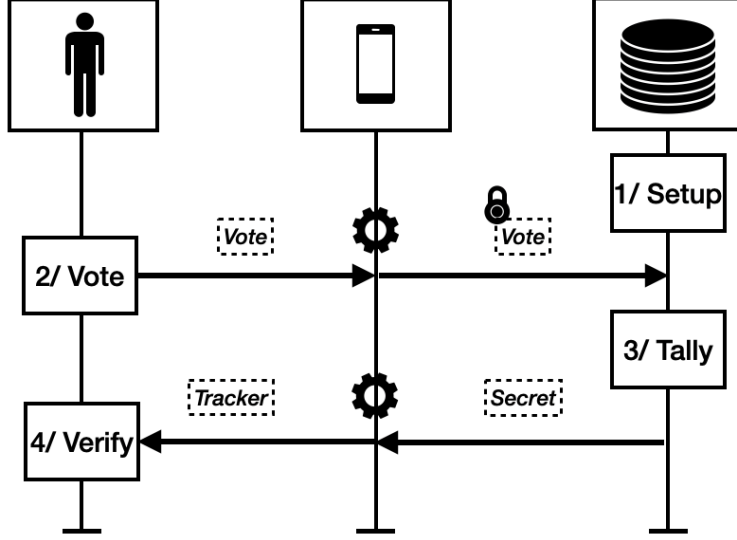 1/ Setup
Vote
Vote
2/ Vote
3/ Tally
Tracker
Secret
4/ Verify